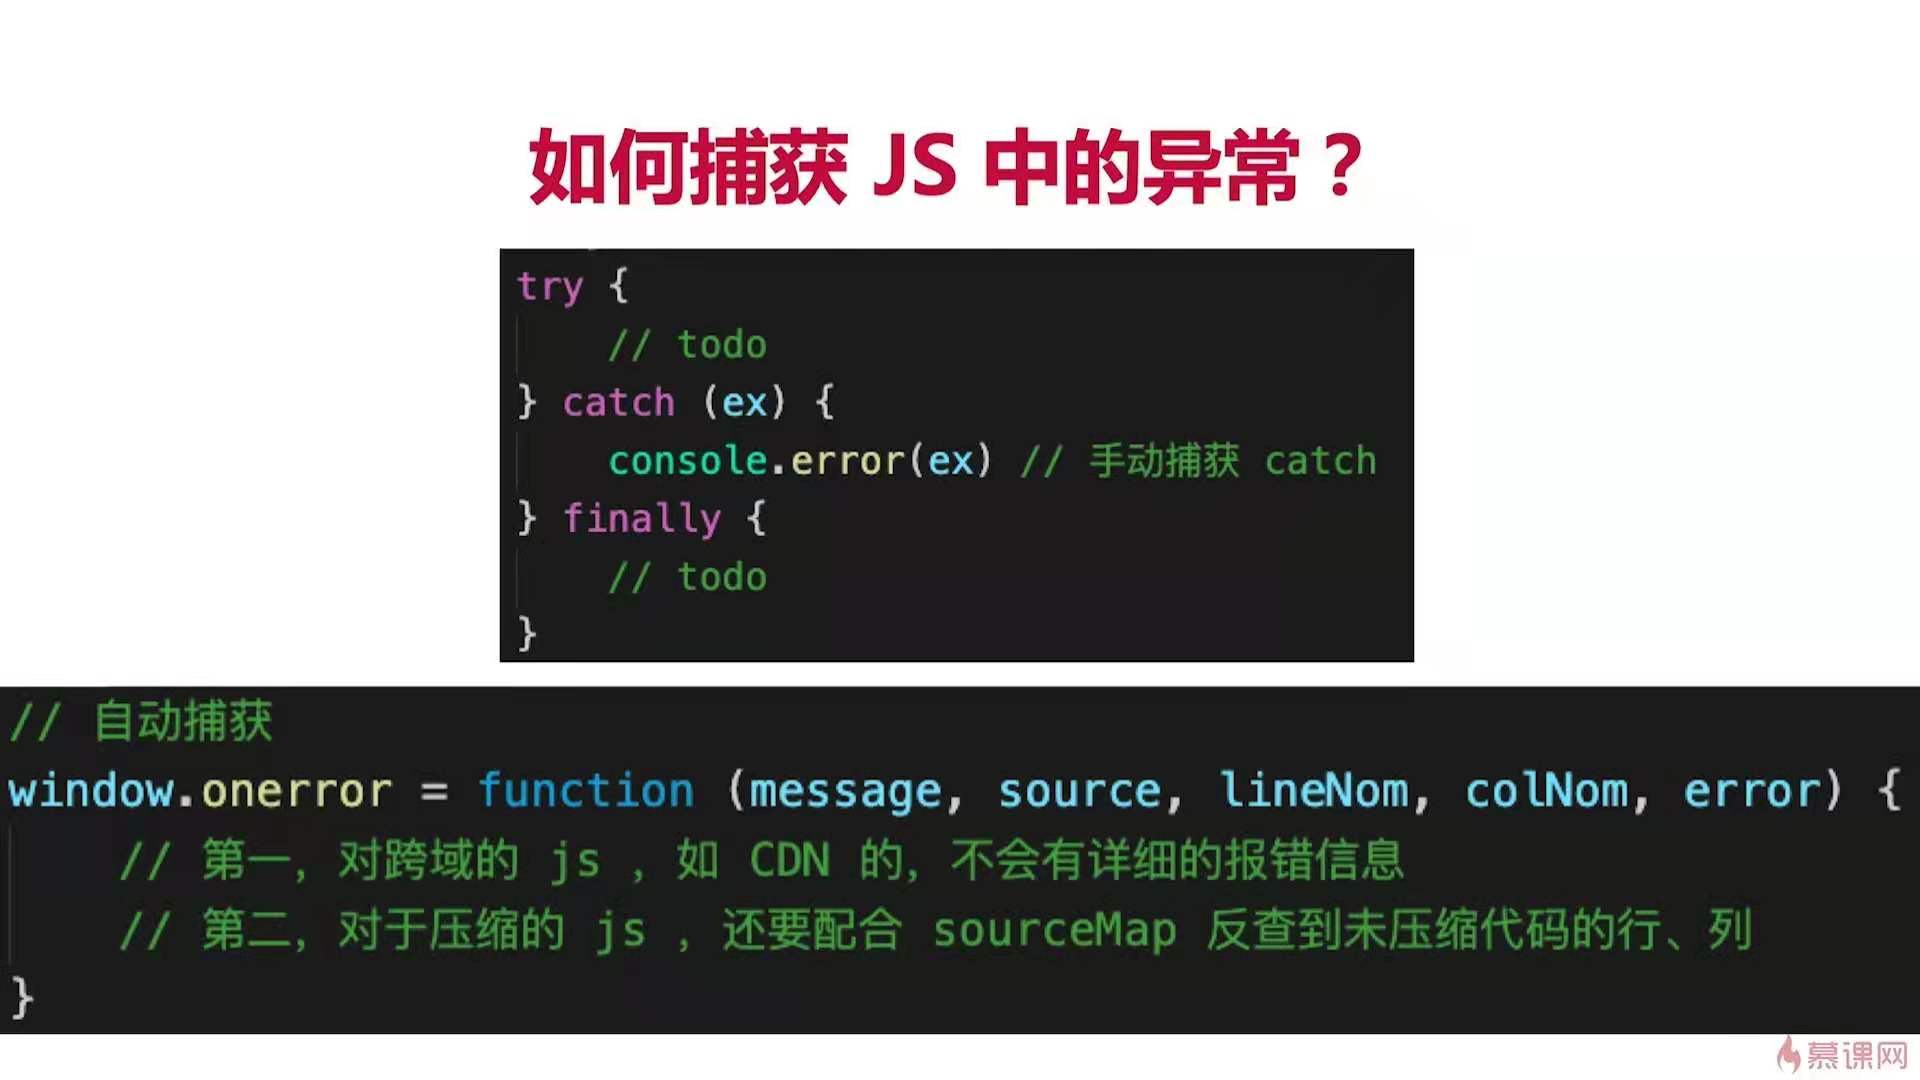 如何捕获 JS 中的异常？
try {
// todo
} catch (ex) {
console.error(ex) // 手动捕获 catch
} finally {
// todo
}
// 自动捕获
window.onerror = function (message, source, lineNom, colNom, error) {
// 第一，对跨域的 js ，如 CDN 的，不会有详细的报错信息
// 第二，对于压缩的 js ，还要配合 sourceMap 反查到未压缩代码的行、列
}
慕课网